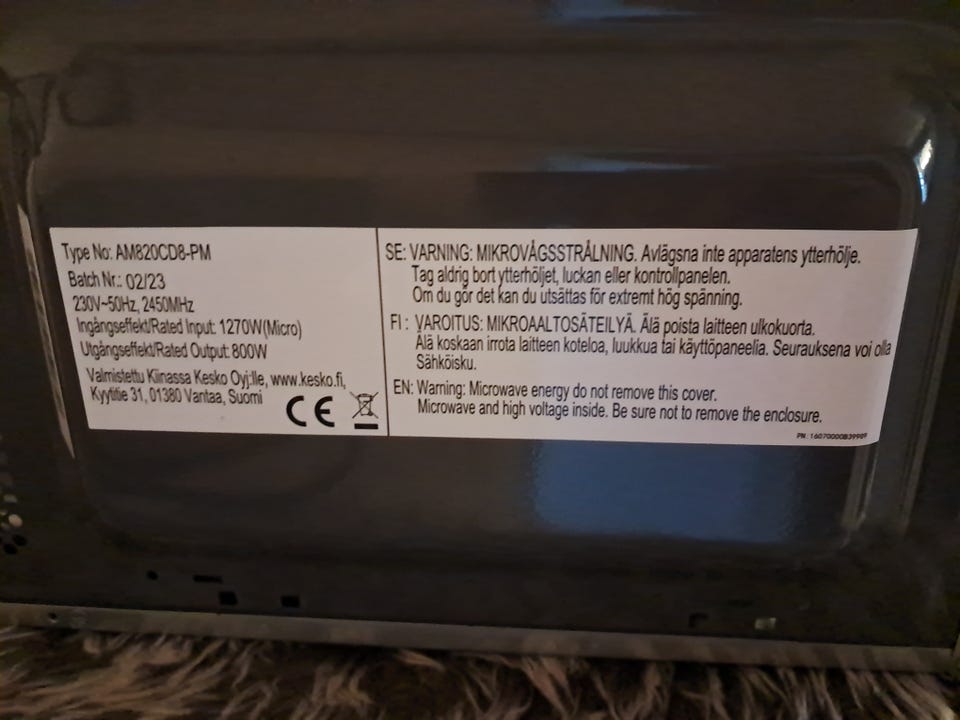 Type No: AM820CD8-PM
Batch Nr.: 02/23
230V~50Hz, 2450MHz
Ingångseffekt/Rated Input: 1270W(Micro)
Utgångseffekt/Rated Output: 800W
Valmistettu Kiinassa Kesko Oyj:lle, www.kesko.fi,
Kyytitie 31, 01380 Vantaa, Suomi
CE
SE: VARNING: MIKROVÅGSSTRÅLNING. Avlägsna inte apparatens ytterhölje.
Tag aldrig bort ytterhöljet, luckan eller kontrollpanelen.
Om du gör det kan du utsättas för extremt hög spänning.
FI : VAROITUS: MIKROAALTOSÄTEILYÄ. Älä poista laitteen ulkokuorta.
Älä koskaan irrota laitteen koteloa, luukkua tai käyttöpaneelia. Seurauksena voi olla
Sähköisku.
EN: Warning: Microwave energy do not remove this cover.
Microwave and high voltage inside. Be sure not to remove the enclosure.
PN: 16070000B39909